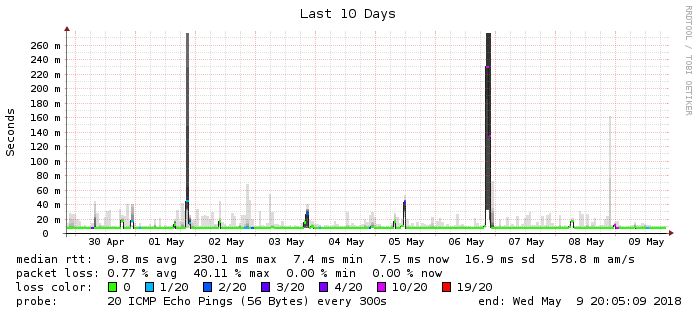 Last 10 Days
RRDTOOL / TOBI OETIKER
Seconds
260 m
240 m
220 m
200 m
180 m
160 m
140 m
120 m
100 m
80 m
60 m
40 m
20 m
0
30 Apr 01 May 02 May 03 May 04 May 05 May 06 May 07 May 08 May 09 May
median rtt: 9.8 ms avg 230.1 ms max 7.4 ms min 7.5 ms now 16.9 ms sd 578.8 m am/s
packet loss: 0.77 % avg 40.11 % max 0.00 % min 0.00 % now
loss color: 0 1/20 2/20 3/20 4/20 10/20 19/20
probe: 20 ICMP Echo Pings (56 Bytes) every 300s end: Wed May 9 20:05:09 2018